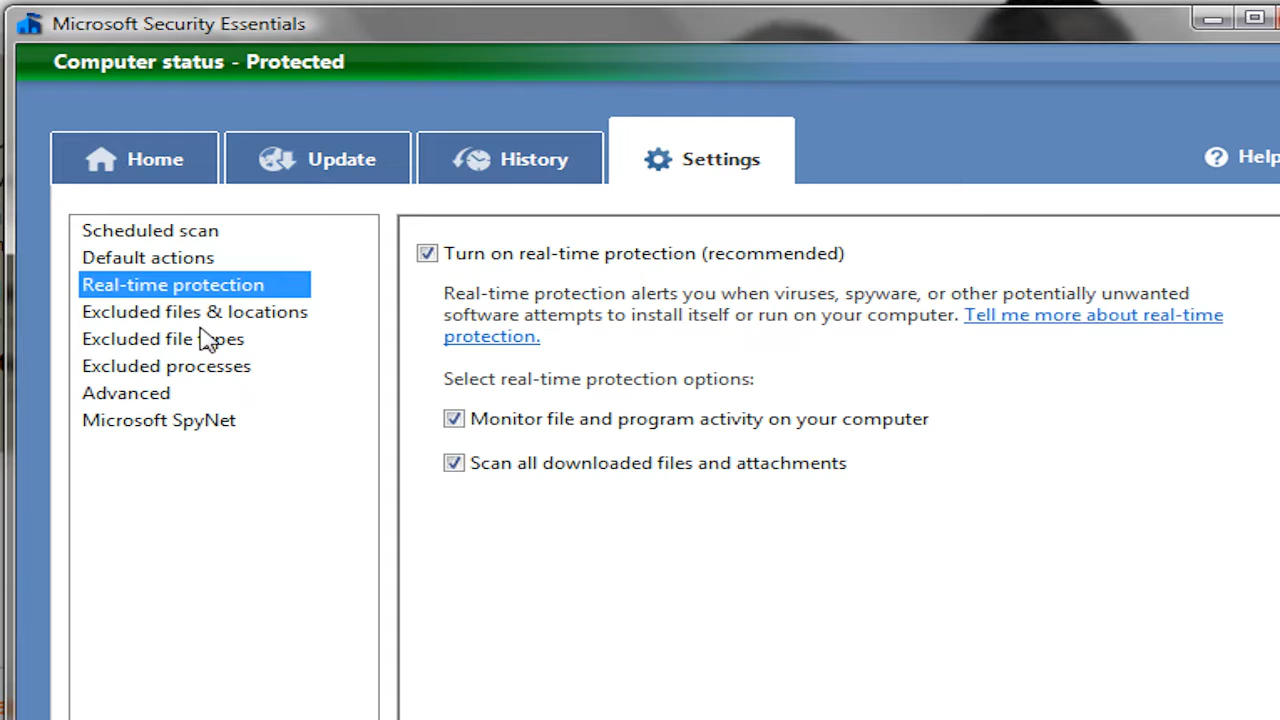 Microsoft Security Essentials
Computer status - Protected
Home
Update
History
Settings
Help
Scheduled scan
Default actions
Real-time protection
Excluded files & locations
Excluded file types
Excluded processes
Advanced
Microsoft SpyNet
Turn on real-time protection (recommended)
Real-time protection alerts you when viruses, spyware, or other potentially unwanted
software attempts to install itself or run on your computer. Tell me more about real-time
protection.
Select real-time protection options:
Monitor file and program activity on your computer
Scan all downloaded files and attachments